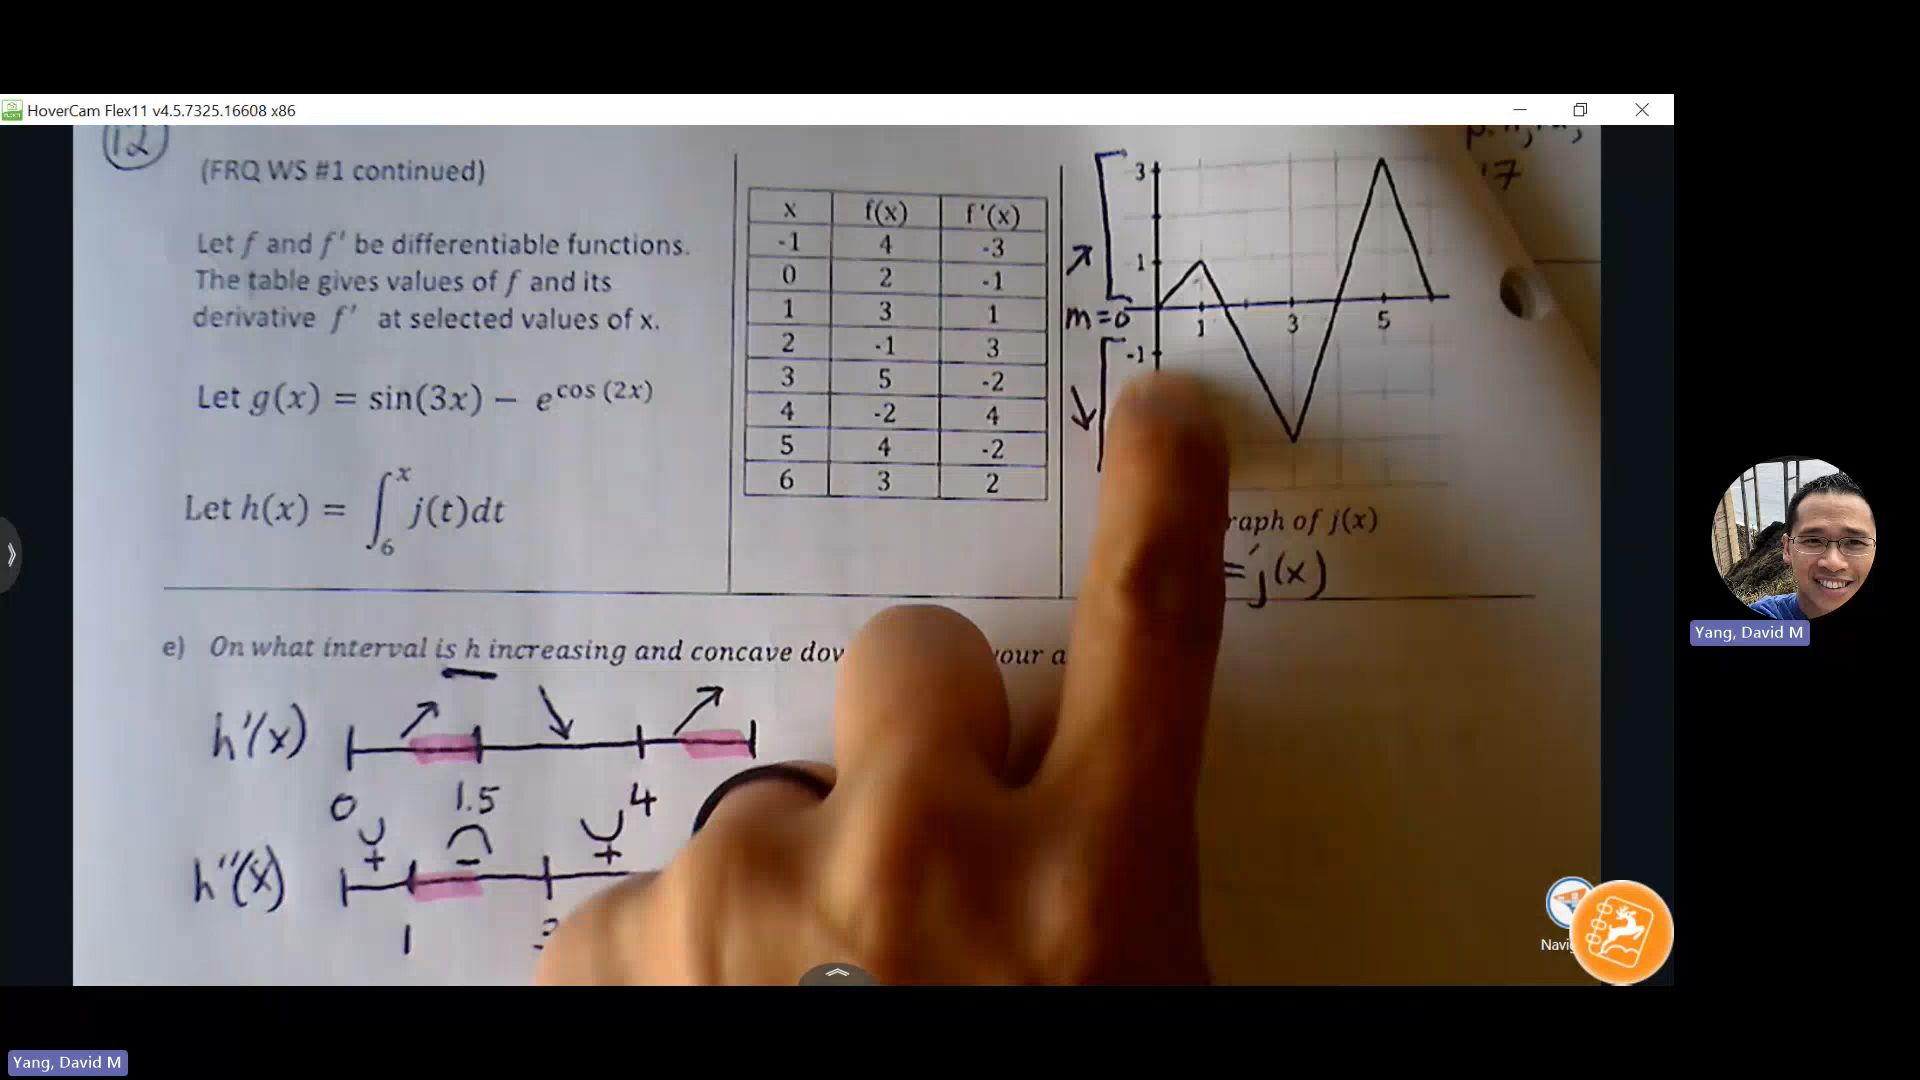 HoverCam Flex11 v4.5.7325.16608 x86
12
(FRQ WS #1 continued)
Let f and f' be differentiable functions.
The table gives values of f and its
derivative f' at selected values of x.
Let g(x) = sin(3x) − e^cos (2x)
Let h(x) = ∫_6^x j(t)dt
x f(x) f'(x)
-1 4 -3
0 2 -1
1 3 1
2 -1 3
3 5 -2
4 -2 4
5 4 -2
6 3 2
3
1
m=0
-1
1 3 5
'17
raph of j(x)
= j(x)
e) On what interval is h increasing and concave dow our a
h'(x)
0 1.5 4
h''(x)
+ − +
1
Navi
Yang, David M
Yang, David M